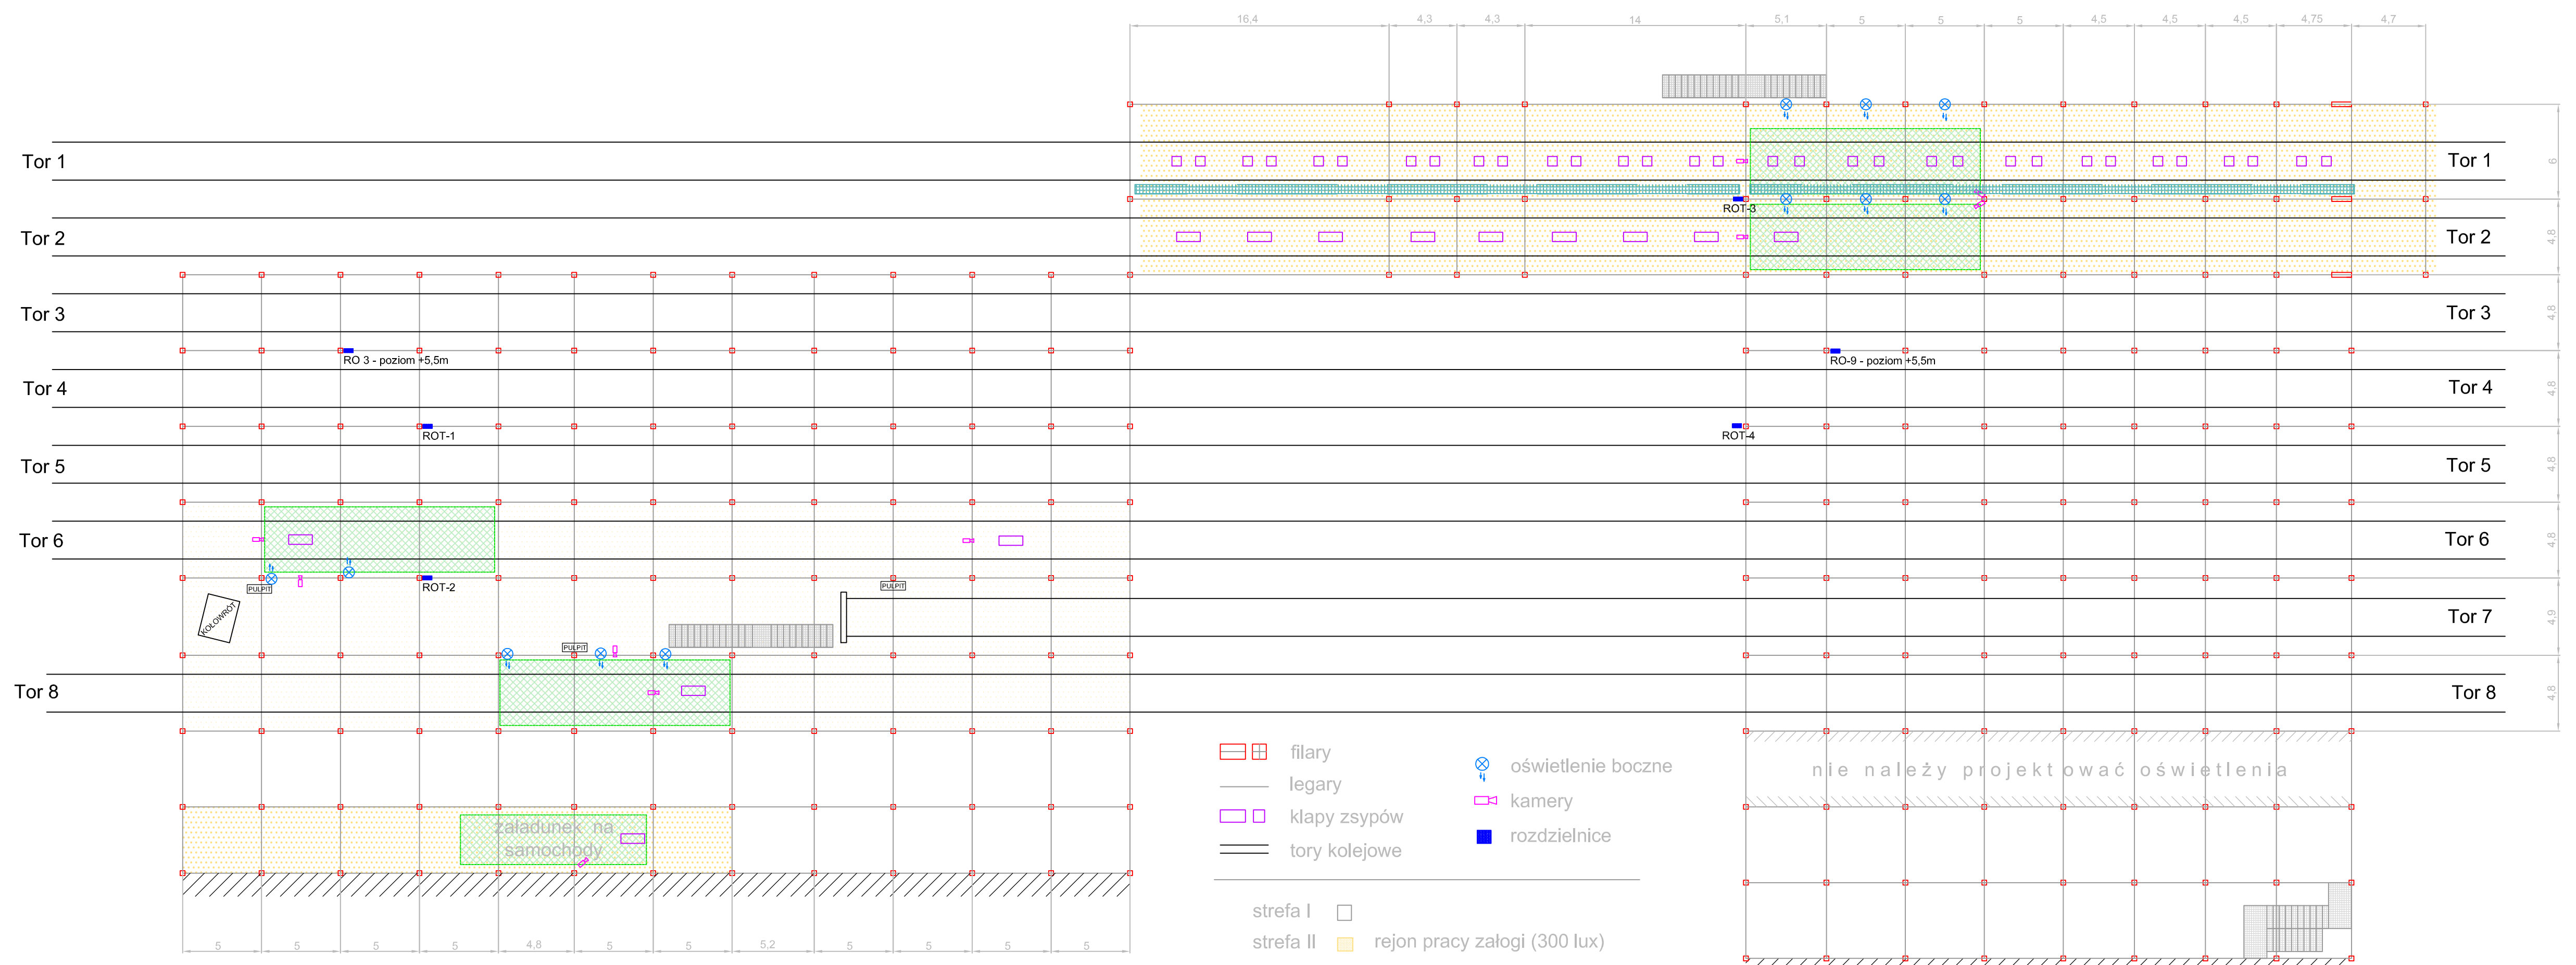 16,4 4,3 4,3 14 5,1 5 5 5 4,5 4,5 4,5 4,75 4,7
Tor 1 Tor 1
6
ROT-3
Tor 2 Tor 2
4,8
Tor 3 Tor 3
4,8
RO 3 - poziom +5,5m RO-9 - poziom +5,5m
Tor 4 Tor 4
4,8
ROT-1 ROT-4
Tor 5 Tor 5
4,8
Tor 6 Tor 6
4,8
PULPIT ROT-2 PULPIT
KOŁOWRÓT
Tor 7 Tor 7
4,9
PULPIT
Tor 8 Tor 8
4,8
filary
legary
klapy zsypów
tory kolejowe
oświetlenie boczne
kamery
rozdzielnice
nie należy projektować oświetlenia
załadunek na
samochody
strefa I
strefa II rejon pracy załogi (300 lux)
5 5 5 5 4,8 5 5 5,2 5 5 5 5